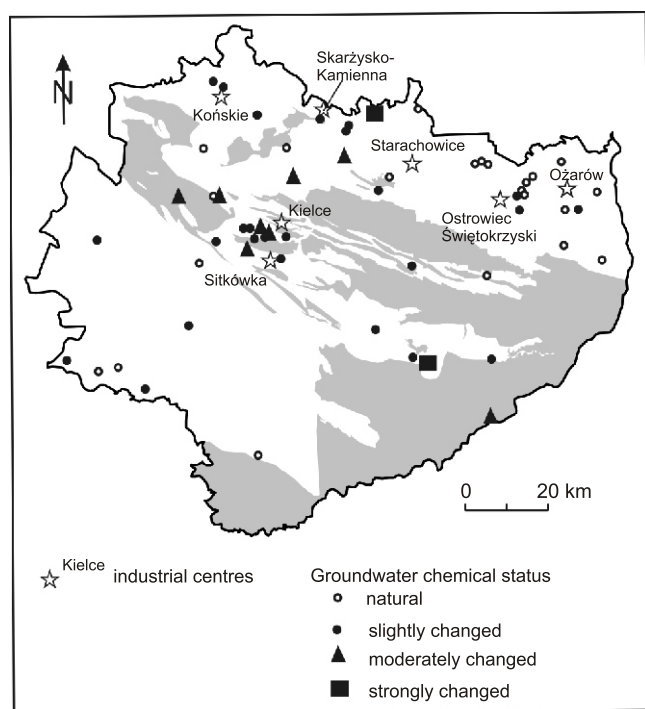 N
Skarżysko-
Kamienna
Końskie
Starachowice
Ożarów
Ostrowiec
Świętokrzyski
Kielce
Sitkówka
0 20 km
Kielce industrial centres
Groundwater chemical status
natural
slightly changed
moderately changed
strongly changed